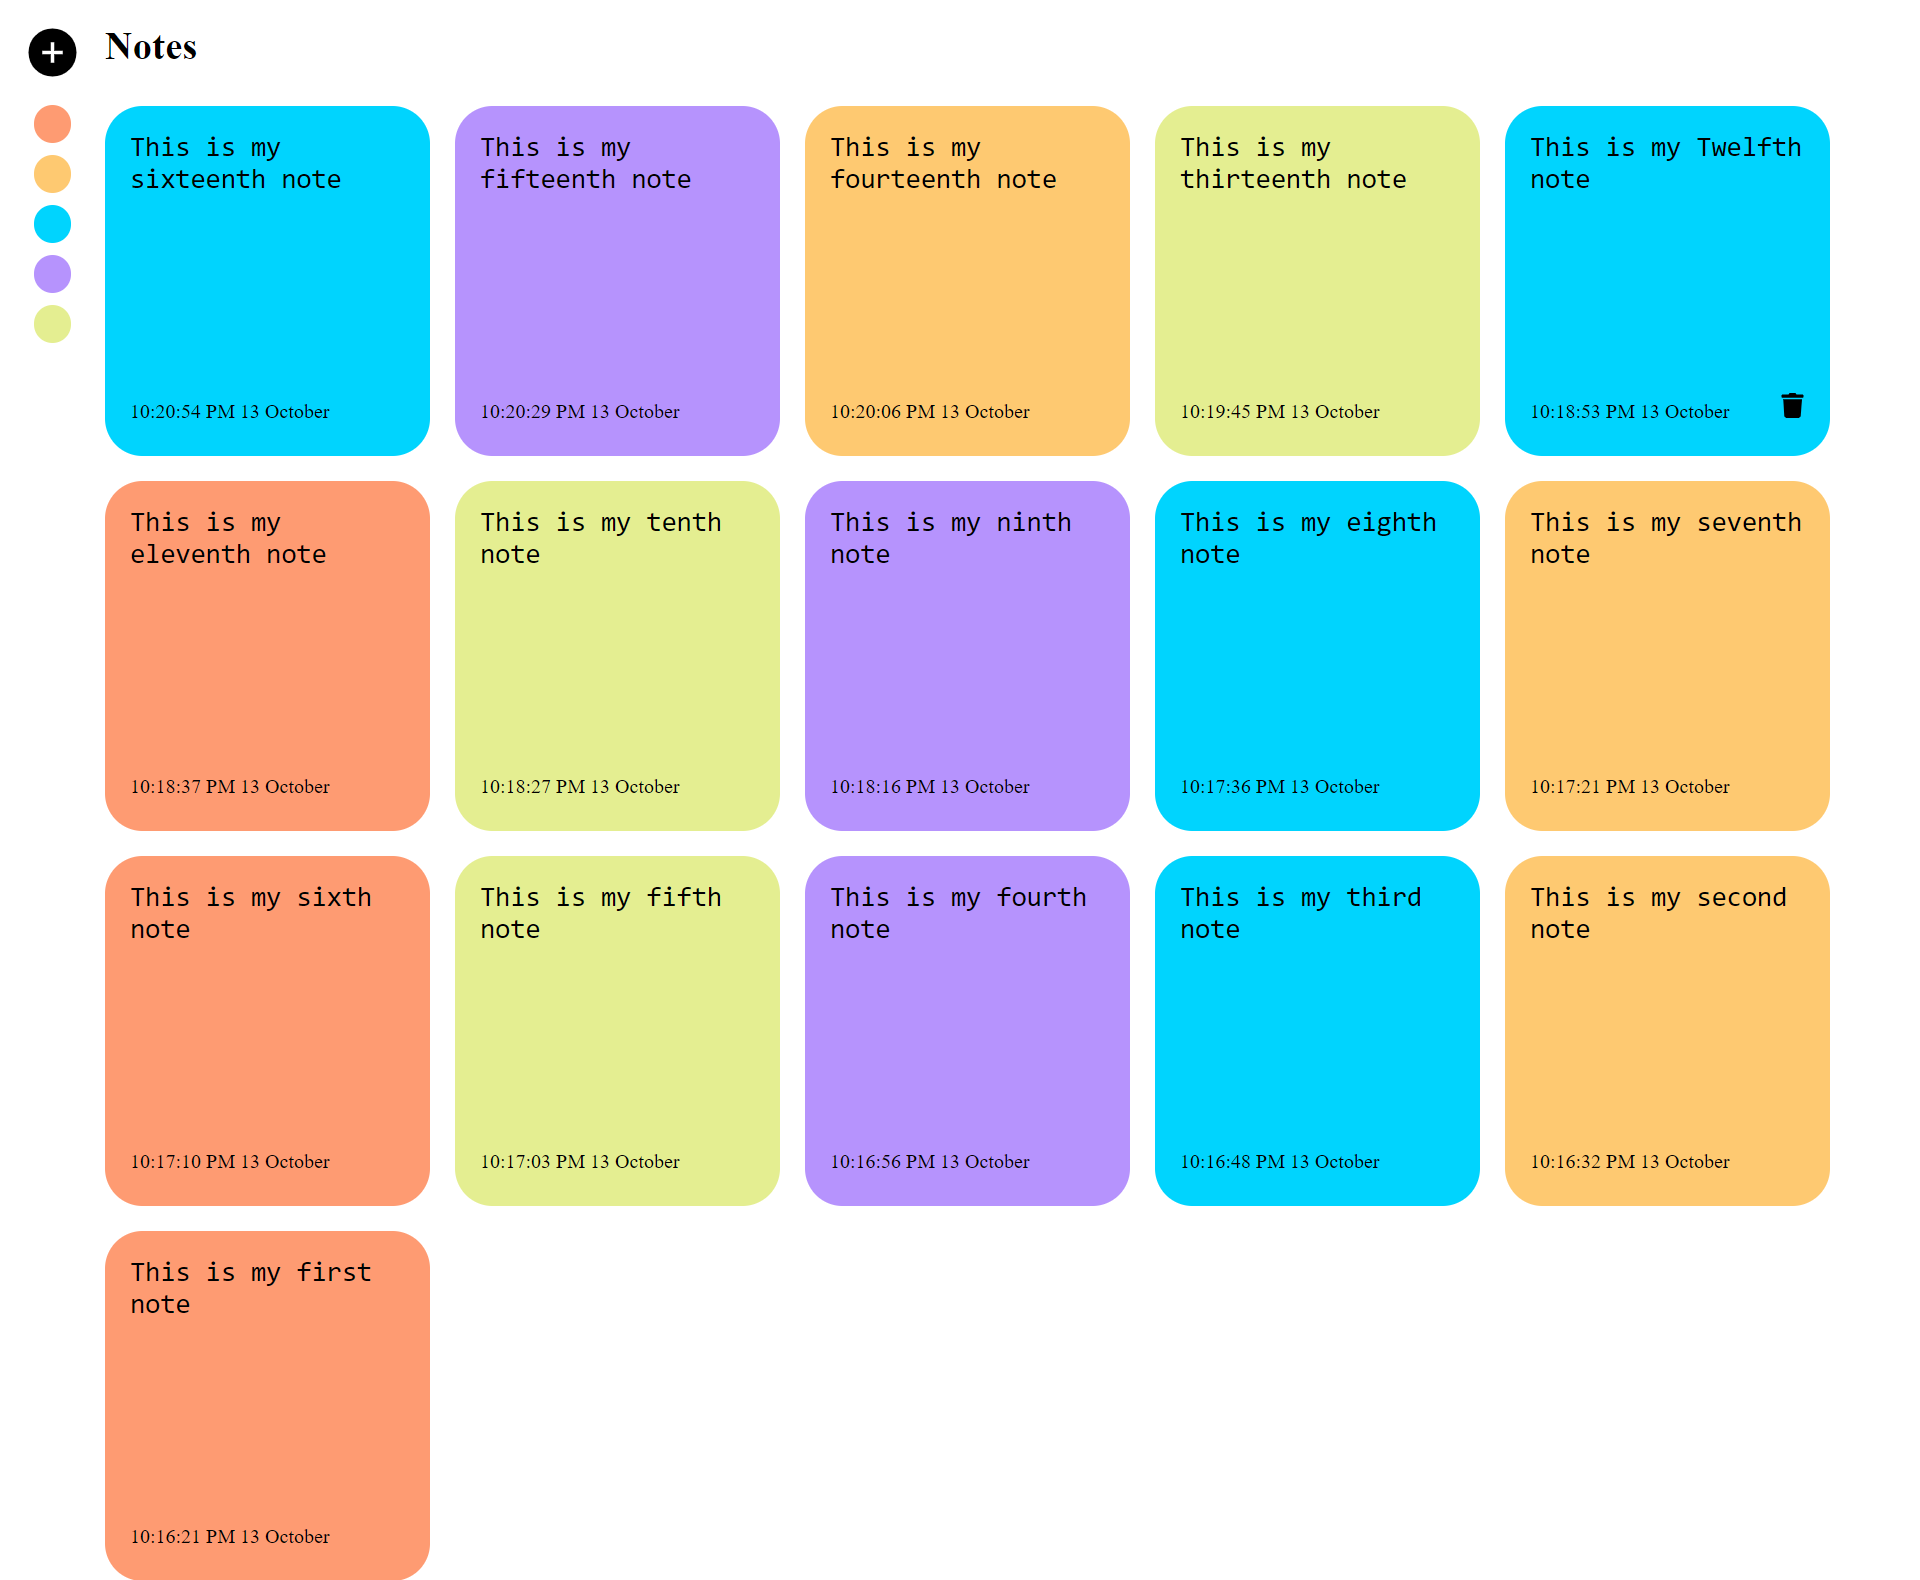 Notes
This is my
sixteenth note
10:20:54 PM 13 October
This is my
fifteenth note
10:20:29 PM 13 October
This is my
fourteenth note
10:20:06 PM 13 October
This is my
thirteenth note
10:19:45 PM 13 October
This is my Twelfth
note
10:18:53 PM 13 October
This is my
eleventh note
10:18:37 PM 13 October
This is my tenth
note
10:18:27 PM 13 October
This is my ninth
note
10:18:16 PM 13 October
This is my eighth
note
10:17:36 PM 13 October
This is my seventh
note
10:17:21 PM 13 October
This is my sixth
note
10:17:10 PM 13 October
This is my fifth
note
10:17:03 PM 13 October
This is my fourth
note
10:16:56 PM 13 October
This is my third
note
10:16:48 PM 13 October
This is my second
note
10:16:32 PM 13 October
This is my first
note
10:16:21 PM 13 October